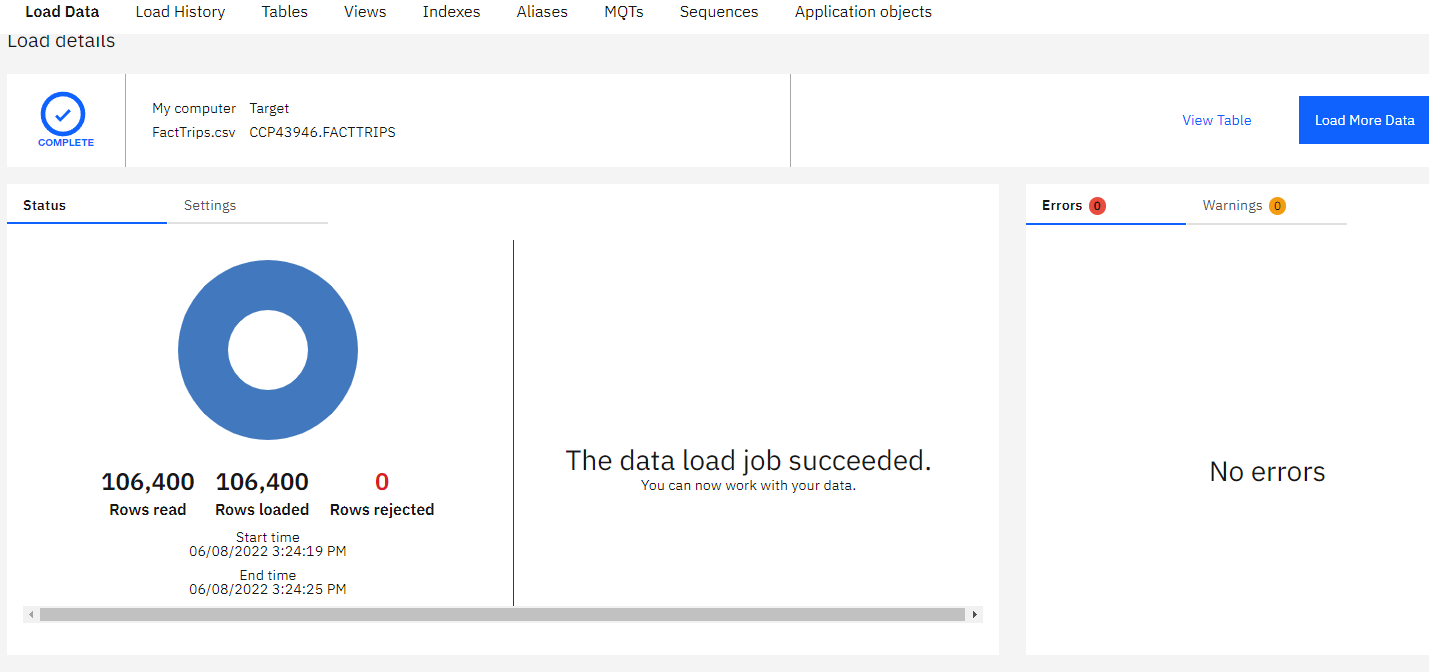 Load Data Load History Tables Views Indexes Aliases MQTs Sequences Application objects
Load details
COMPLETE
My computer Target
FactTrips.csv CCP43946.FACTTRIPS
View Table
Load More Data
Status Settings
Errors 0 Warnings 0
106,400 106,400 0
Rows read Rows loaded Rows rejected
Start time
06/08/2022 3:24:19 PM
End time
06/08/2022 3:24:25 PM
The data load job succeeded.
You can now work with your data.
No errors